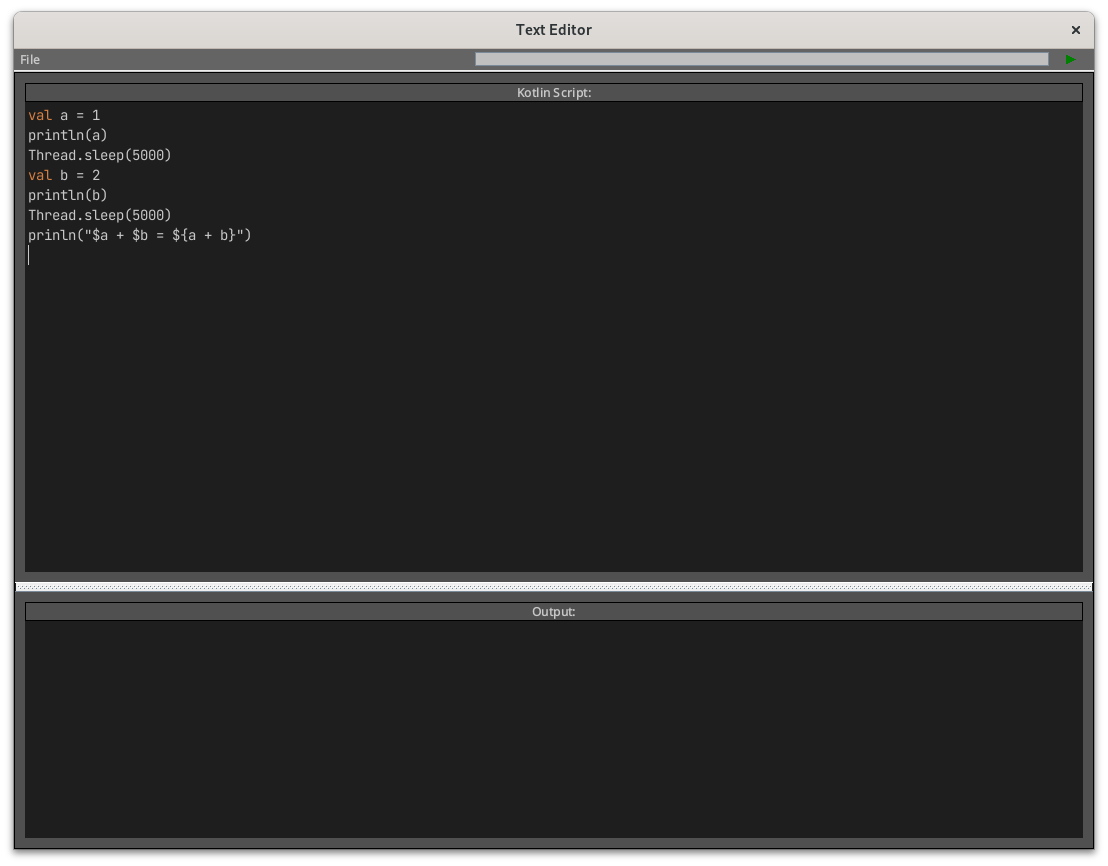 Text Editor
File
Kotlin Script:
val a = 1
println(a)
Thread.sleep(5000)
val b = 2
println(b)
Thread.sleep(5000)
prinln("$a + $b = ${a + b}")
Output: